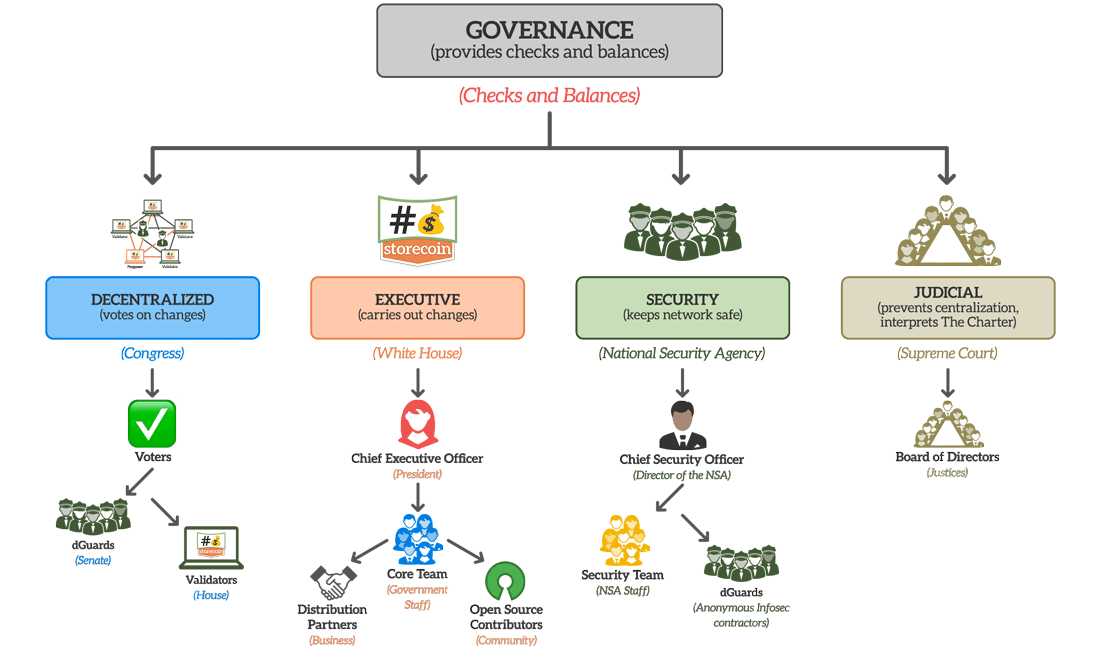 GOVERNANCE
(provides checks and balances)
(Checks and Balances)
Validator
Validator
Proposer
Validator
#
storecoin
DECENTRALIZED
(votes on changes)
(Congress)
EXECUTIVE
(carries out changes)
(White House)
SECURITY
(keeps network safe)
(National Security Agency)
JUDICIAL
(prevents centralization,
interprets The Charter)
(Supreme Court)
Voters
dGuards
(Senate)
#
storecoin
Validators
(House)
Chief Executive Officer
(President)
Core Team
(Government
Staff)
Distribution
Partners
(Business)
Open Source
Contributors
(Community)
Chief Security Officer
(Director of the NSA)
Security Team
(NSA Staff)
dGuards
(Anonymous Infosec
contractors)
Board of Directors
(Justices)